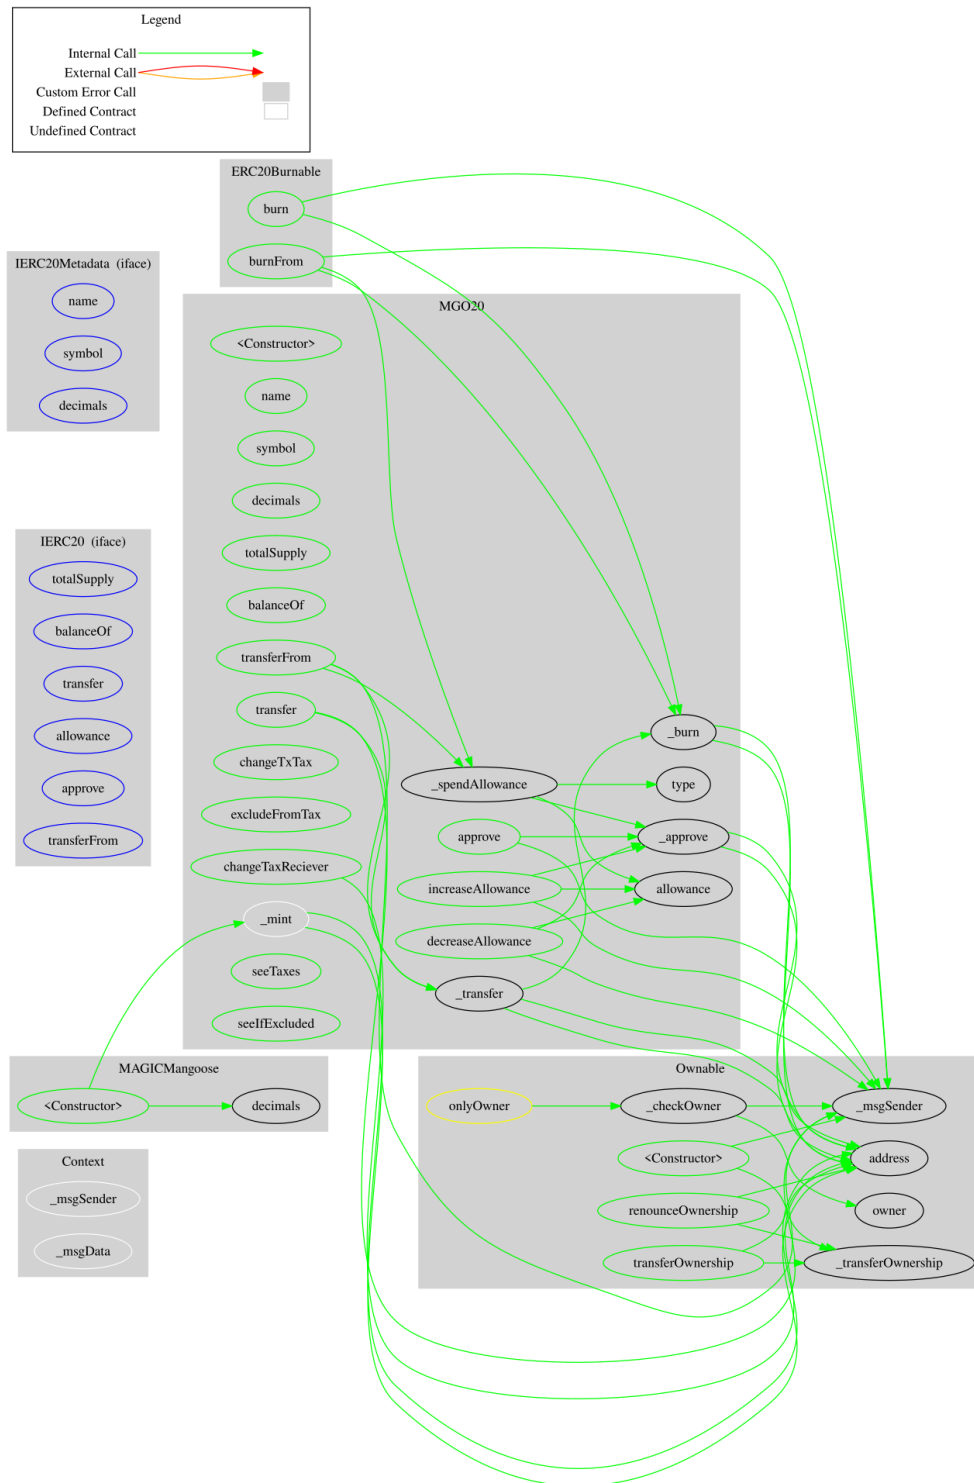 Legend
Internal Call
External Call
Custom Error Call
Defined Contract
Undefined Contract
ERC20Burnable
burn
burnFrom
IERC20Metadata (iface)
name
symbol
decimals
MGO20
<Constructor>
name
symbol
decimals
totalSupply
balanceOf
transferFrom
transfer
changeTxTax
excludeFromTax
changeTaxReciever
_mint
seeTaxes
seeIfExcluded
_spendAllowance
approve
increaseAllowance
decreaseAllowance
_transfer
_burn
type
_approve
allowance
IERC20 (iface)
totalSupply
balanceOf
transfer
allowance
approve
transferFrom
MAGICMangoose
<Constructor>
decimals
Ownable
onlyOwner
_checkOwner
<Constructor>
renounceOwnership
transferOwnership
_msgSender
address
owner
_transferOwnership
Context
_msgSender
_msgData